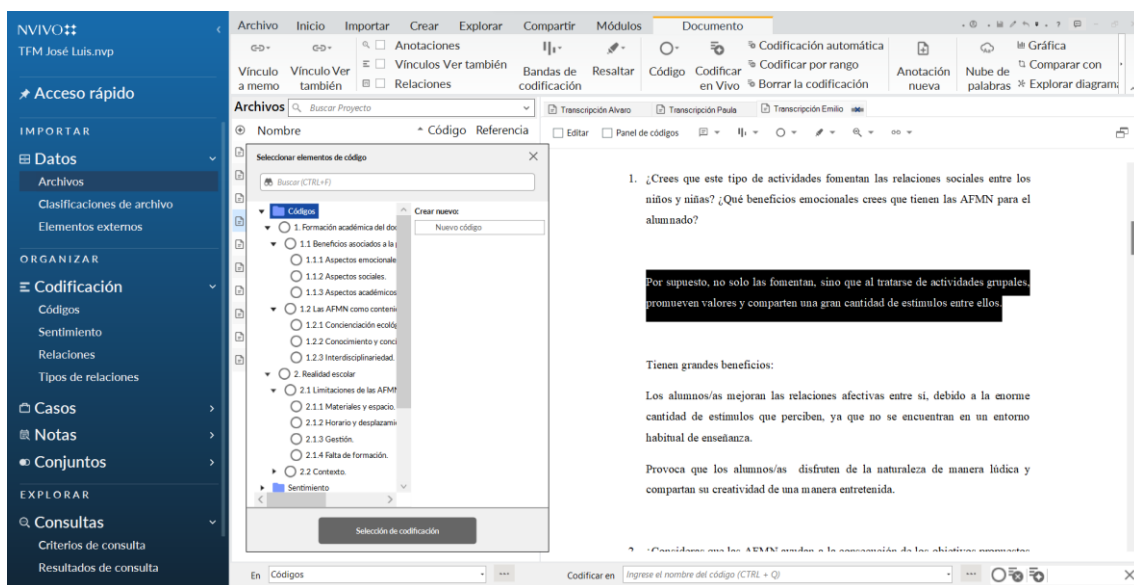 NVIVO
TFM José Luis.nvp
Acceso rápido
IMPORTAR
Datos
Archivos
Clasificaciones de archivo
Elementos externos
ORGANIZAR
Codificación
Códigos
Sentimiento
Relaciones
Tipos de relaciones
Casos
Notas
Conjuntos
EXPLORAR
Consultas
Criterios de consulta
Resultados de consulta
Archivo Inicio Importar Crear Explorar Compartir Módulos Documento
Vínculo a memo
Vínculo Ver también
Anotaciones
Vínculos Ver también
Relaciones
Bandas de codificación
Resaltar
Código
Codificar en Vivo
Codificación automática
Codificar por rango
Borrar la codificación
Anotación nueva
Nube de palabras
Gráfica
Comparar con
Explorar diagrama
Archivos Buscar Proyecto
Nombre Código Referencia
Seleccionar elementos de código
Buscar (CTRL+F)
Códigos
1. Formación académica del do
1.1 Beneficios asociados a la
1.1.1 Aspectos emocionale
1.1.2 Aspectos sociales.
1.1.3 Aspectos académicos
1.2 Las AFMN como conteni
1.2.1 Concienciación ecológ
1.2.2 Conocimiento y conci
1.2.3 Interdisciplinariedad.
2. Realidad escolar
2.1 Limitaciones de las AFM
2.1.1 Materiales y espacio.
2.1.2 Horario y desplazami
2.1.3 Gestión.
2.1.4 Falta de formación.
2.2 Contexto.
Sentimiento
Crear nuevo:
Nuevo código
Selección de codificación
Transcripción Alvaro Transcripción Paula Transcripción Emilio
Editar Panel de códigos
1. ¿Crees que este tipo de actividades fomentan las relaciones sociales entre los
niños y niñas? ¿Qué beneficios emocionales crees que tienen las AFMN para el
alumnado?
Por supuesto, no solo las fomentan, sino que al tratarse de actividades grupales,
promueven valores y comparten una gran cantidad de estimulos entre ellos.
Tienen grandes beneficios:
Los alumnos/as mejoran las relaciones afectivas entre si, debido a la enorme
cantidad de estimulos que perciben, ya que no se encuentran en un entorno
habitual de enseñanza.
Provoca que los alumnos/as disfruten de la naturaleza de manera lúdica y
compartan su creatividad de una manera entretenida.
2. ¿Consideras que las AFMN ayudan a la consecución de los objetivos propuestos
En Códigos
Codificar en Ingrese el nombre del código (CTRL + Q)